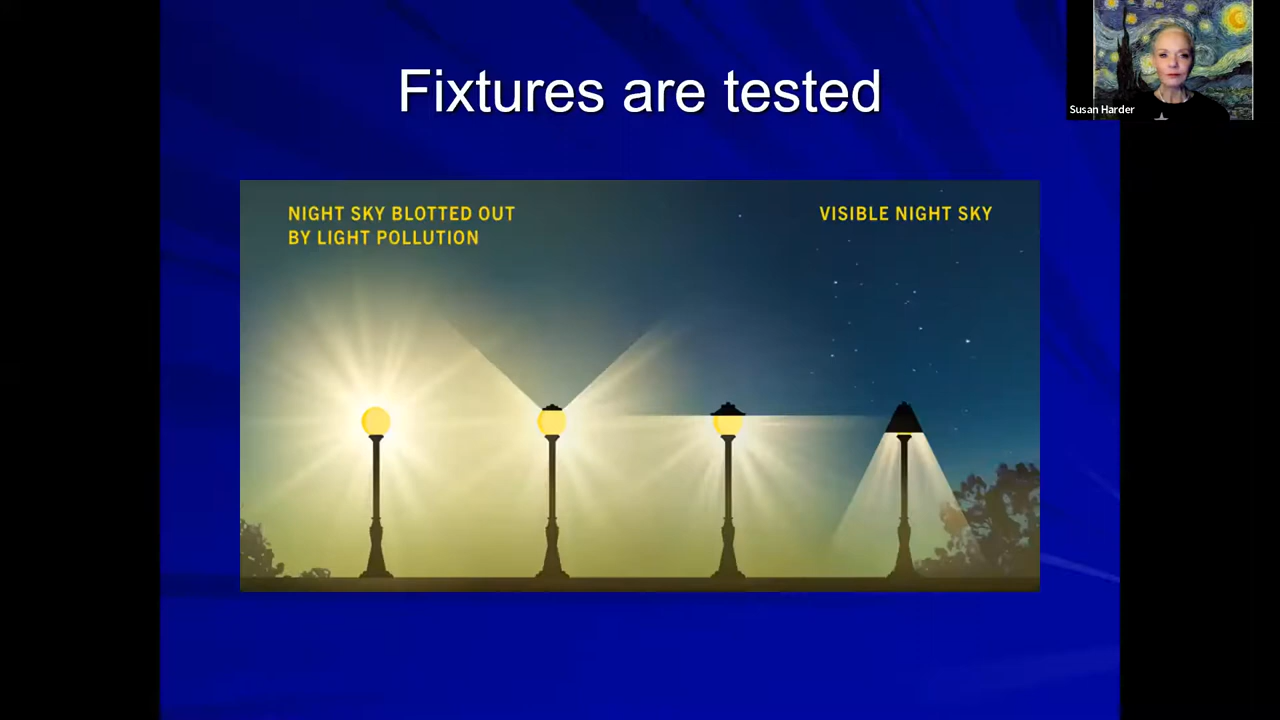 Fixtures are tested
Susan Harder
NIGHT SKY BLOTTED OUT
BY LIGHT POLLUTION
VISIBLE NIGHT SKY